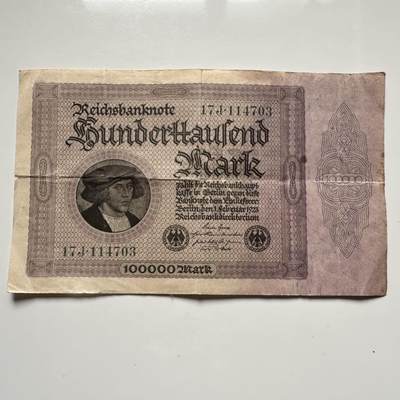 Reichsbanknote 17J·114703
Hunderttausend
Mark
zahlt die Reichsbankhaupt-
kasse in Berlin gegen diese
Banknote dem Einlieferer
Berlin, den 1. Februar 1923
Reichsbankdirektorium
17J·114703
100000 Mark
100000